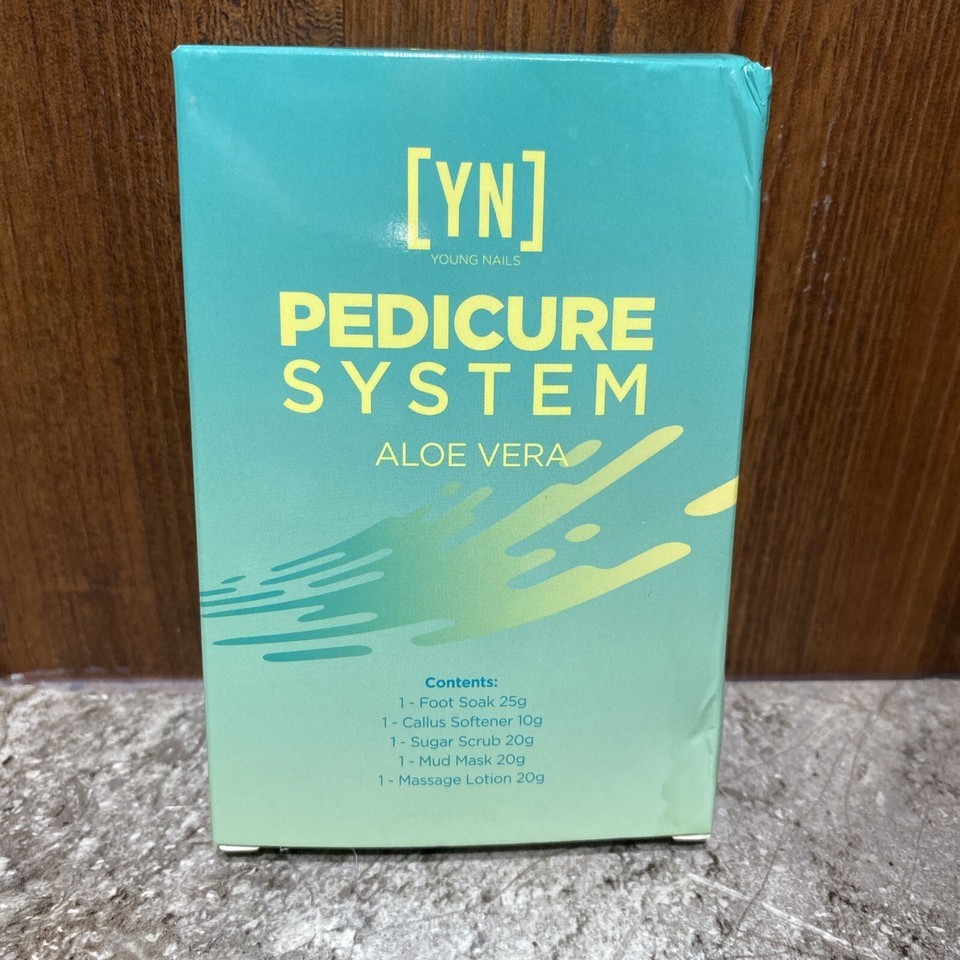 [YN]
YOUNG NAILS
PEDICURE
SYSTEM
ALOE VERA
Contents:
1 - Foot Soak 25g
1 - Callus Softener 10g
1 - Sugar Scrub 20g
1 - Mud Mask 20g
1 - Massage Lotion 20g